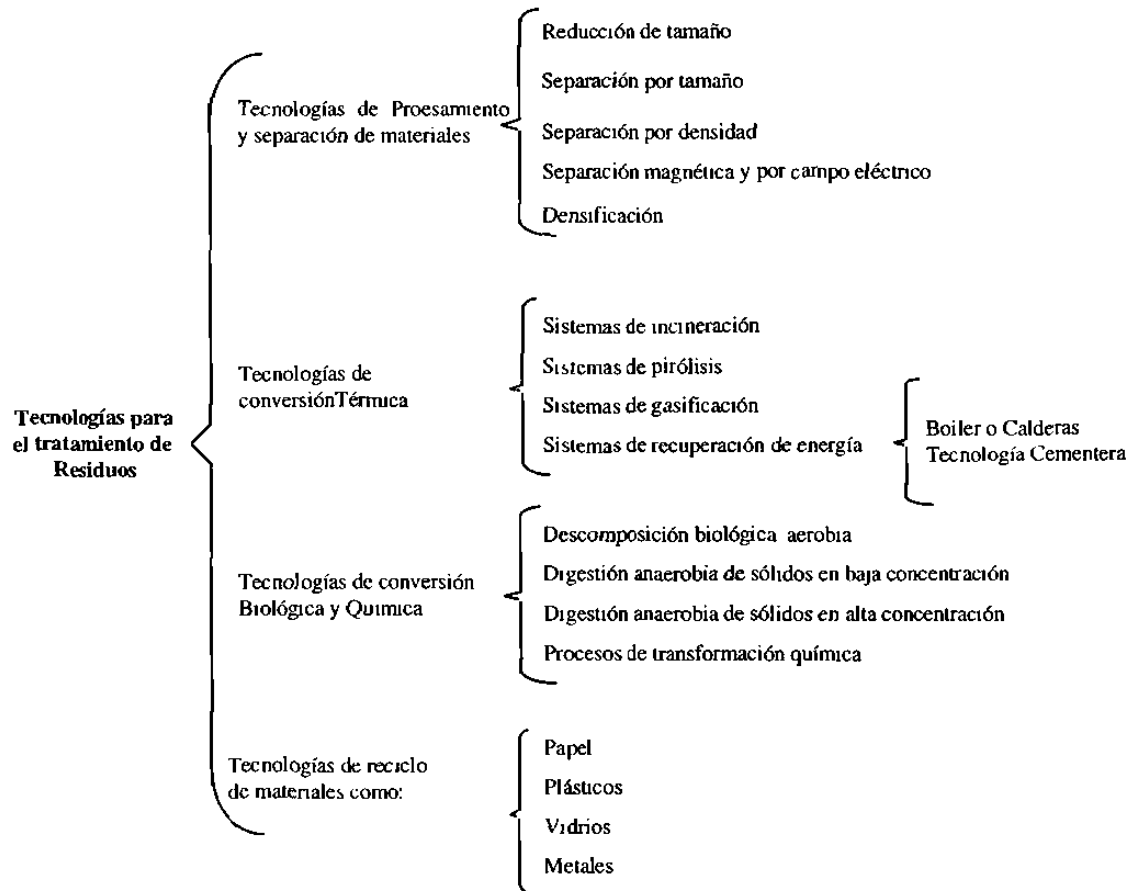 Tecnologías para
el tratamiento de
Residuos
Tecnologías de Proesamiento
y separación de materiales
Reducción de tamaño
Separación por tamaño
Separación por densidad
Separación magnética y por campo eléctrico
Densificación
Tecnologías de
conversiónTérmica
Sistemas de incineración
Sistemas de pirólisis
Sistemas de gasificación
Sistemas de recuperación de energía
Boiler o Calderas
Tecnología Cementera
Tecnologías de conversión
Biológica y Quimica
Descomposición biológica aerobia
Digestión anaerobia de sólidos en baja concentración
Digestión anaerobia de sólidos en alta concentración
Procesos de transformación química
Tecnologías de reciclo
de materiales como:
Papel
Plásticos
Vidrios
Metales